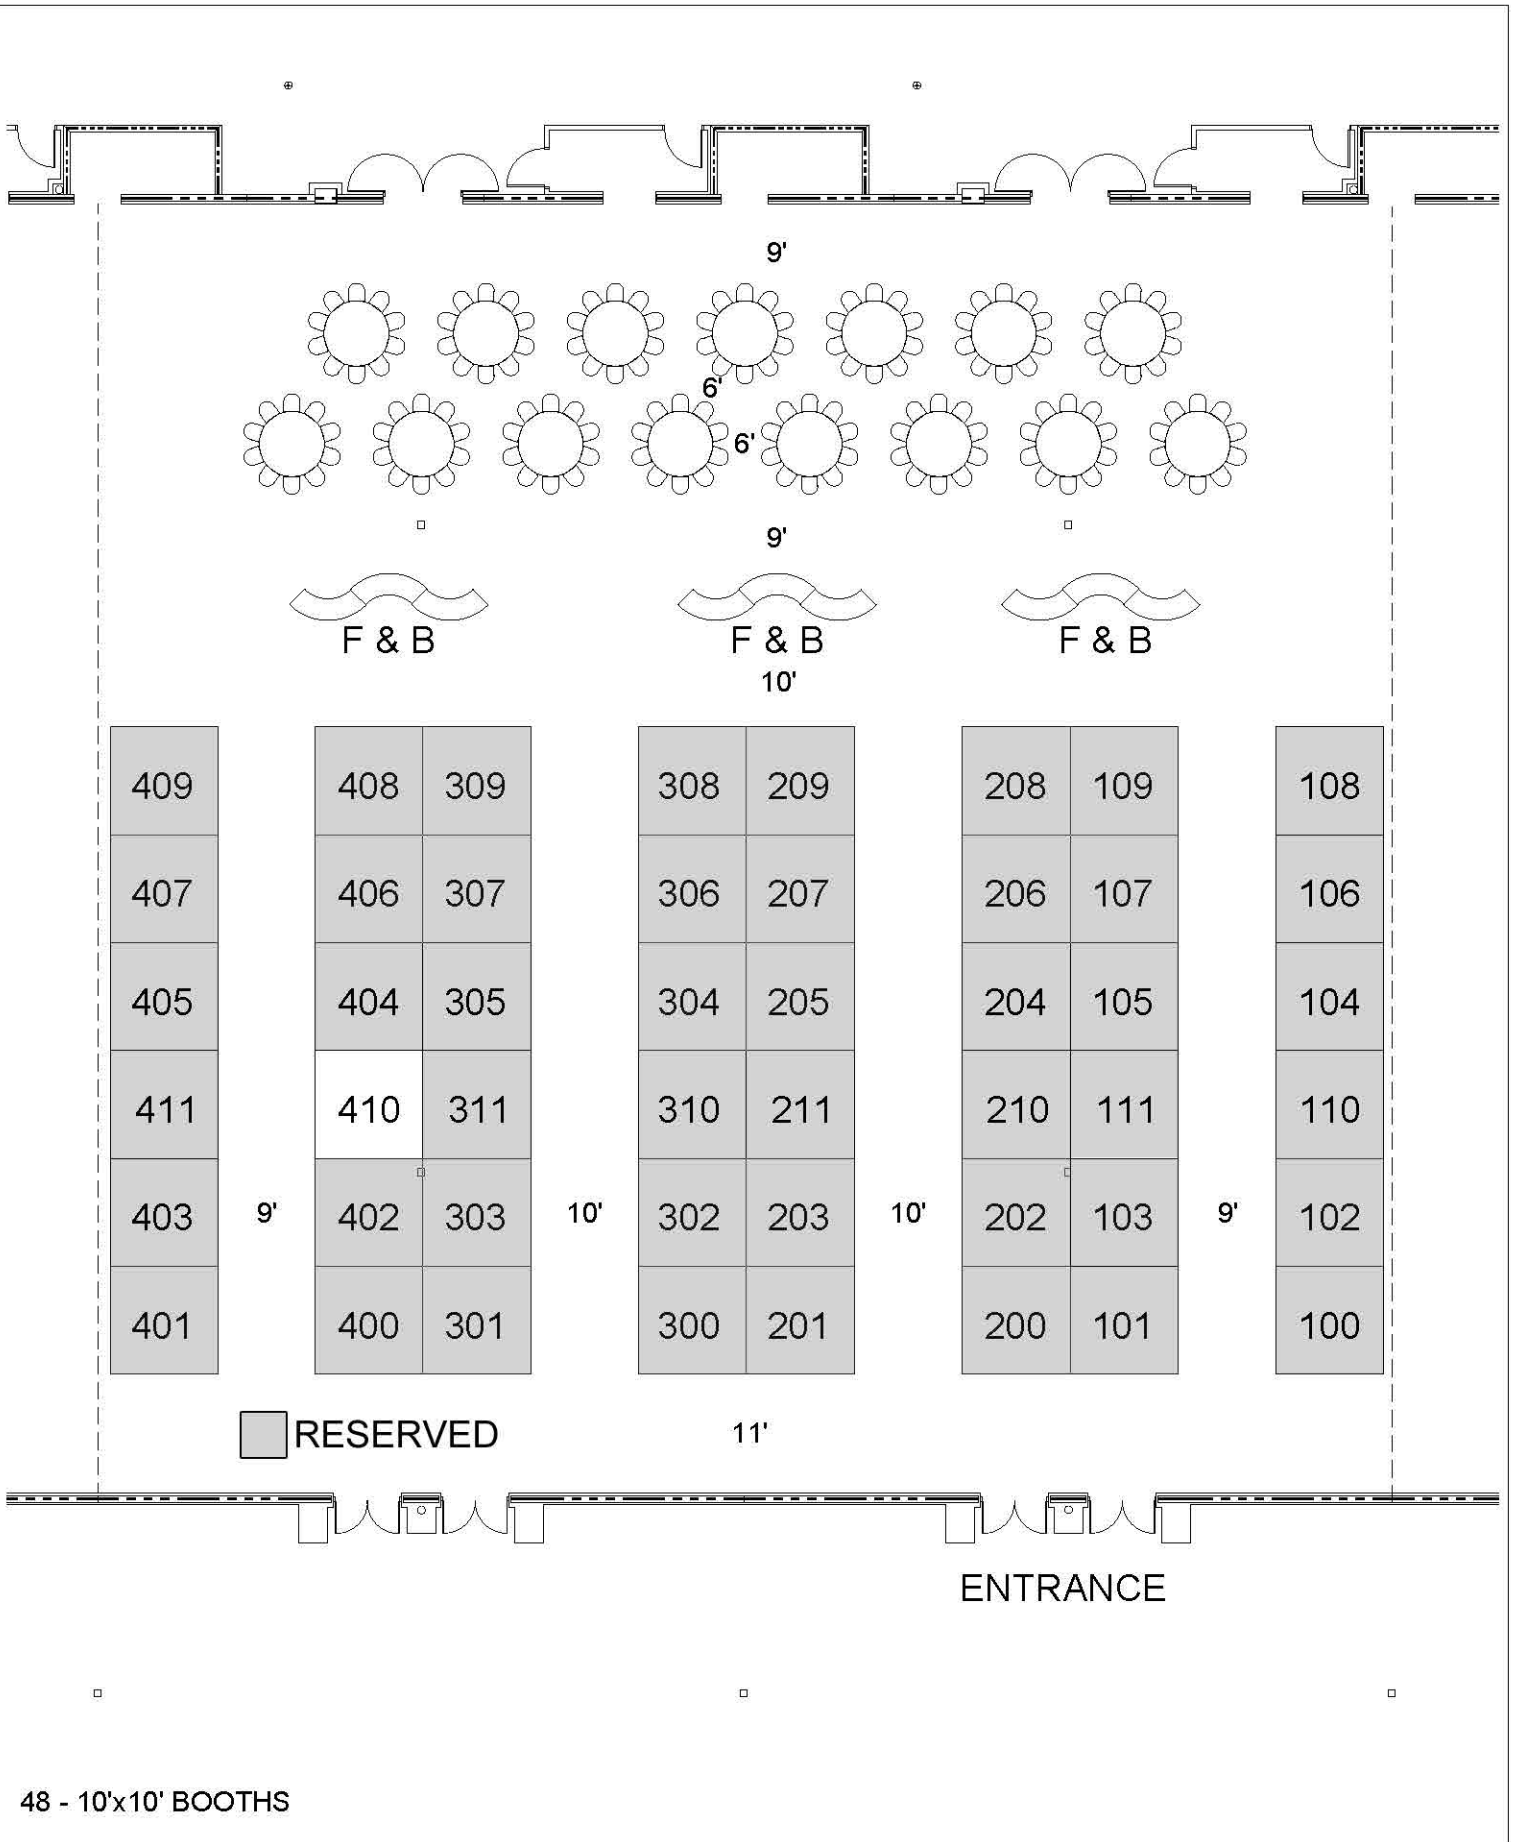 9'
6'
6'
9'
F & B F & B F & B
10'
409 408 309 308 209 208 109 108
407 406 307 306 207 206 107 106
405 404 305 304 205 204 105 104
411 410 311 310 211 210 111 110
403 9' 402 303 10' 302 203 10' 202 103 9' 102
401 400 301 300 201 200 101 100
RESERVED 11'
ENTRANCE
48 - 10'x10' BOOTHS